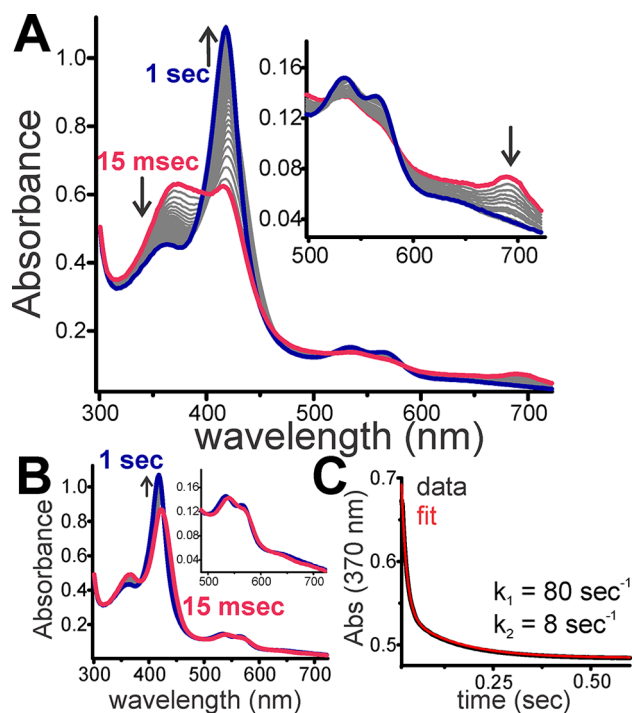 A
1 sec
15 msec
Absorbance
1.0
0.8
0.6
0.4
0.2
300
400
500
600
700
wavelength (nm)
0.16
0.12
0.08
0.04
500
600
700
B
1 sec
15 msec
Absorbance
1.0
0.8
0.6
0.4
0.2
300
400
500
600
700
wavelength (nm)
0.16
0.12
0.08
0.04
500
600
700
C
data
fit
k₁ = 80 sec⁻¹
k₂ = 8 sec⁻¹
Abs (370 nm)
0.7
0.6
0.5
0.25
0.50
time (sec)